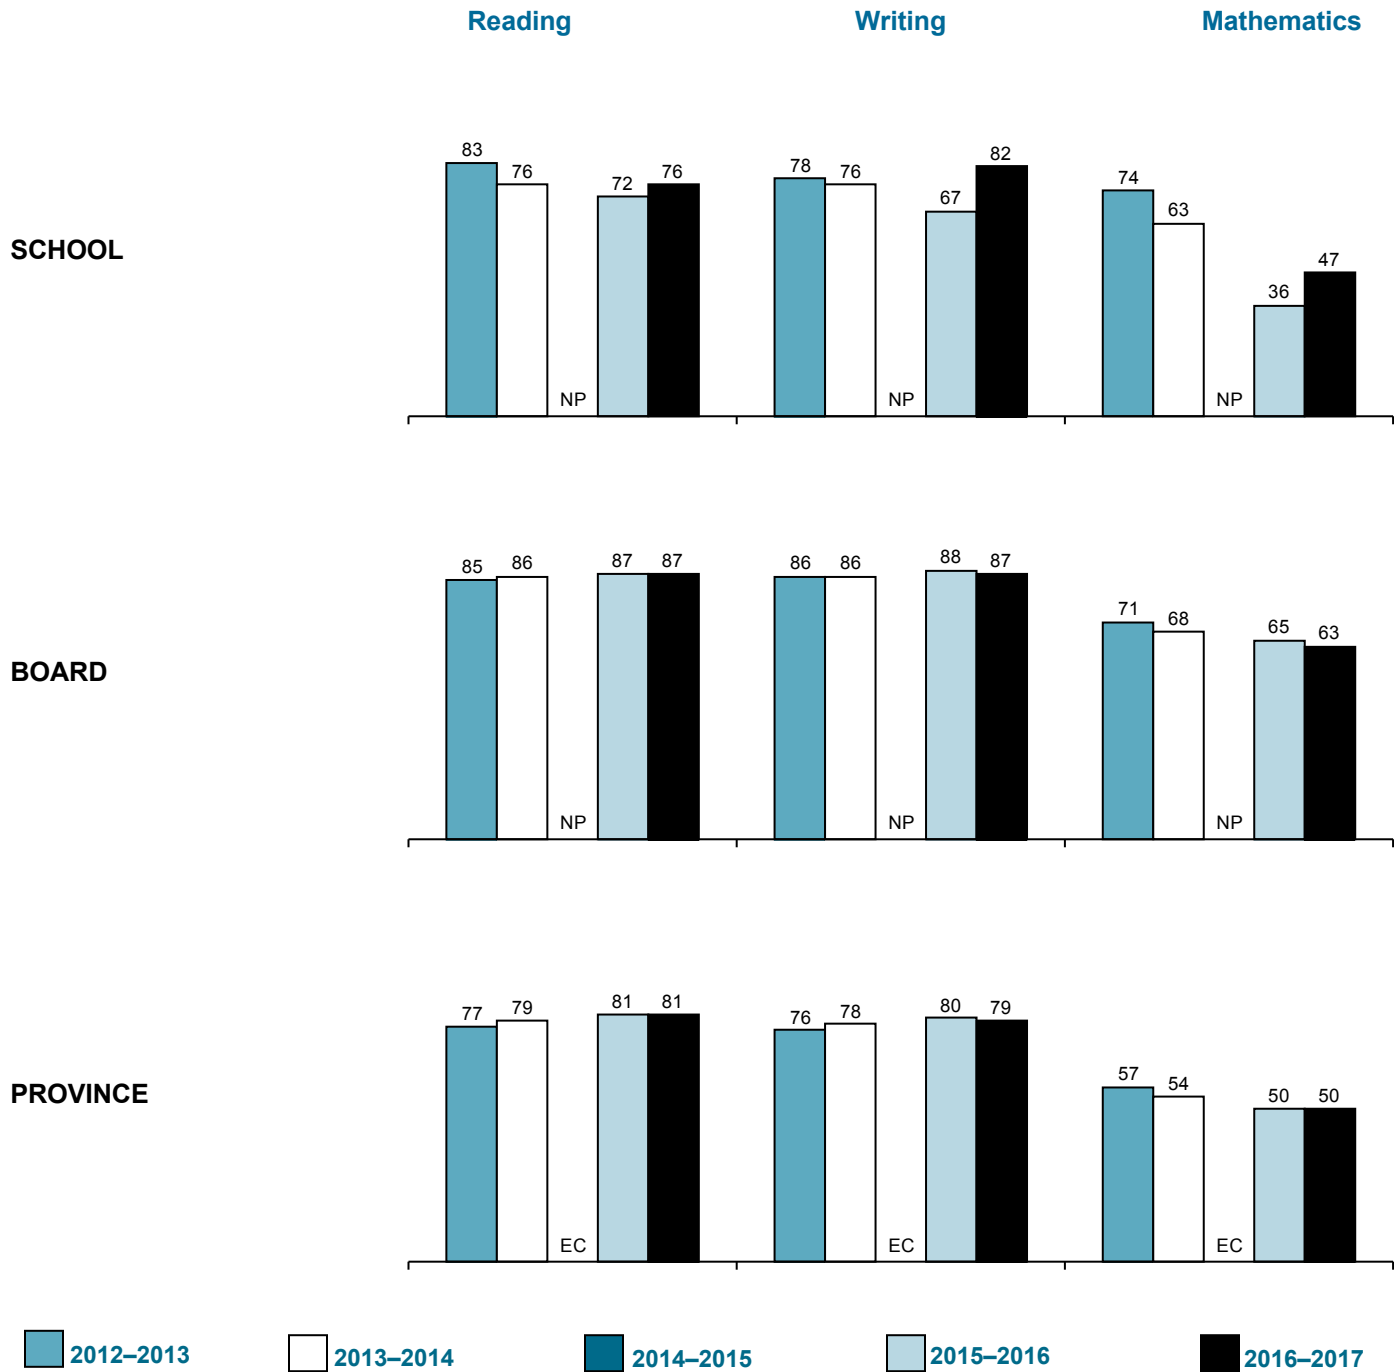 Reading Writing Mathematics
SCHOOL
83 76 NP 72 76
78 76 NP 67 82
74 63 NP 36 47
BOARD
85 86 NP 87 87
86 86 NP 88 87
71 68 NP 65 63
PROVINCE
77 79 EC 81 81
76 78 EC 80 79
57 54 EC 50 50
2012–2013 2013–2014 2014–2015 2015–2016 2016–2017